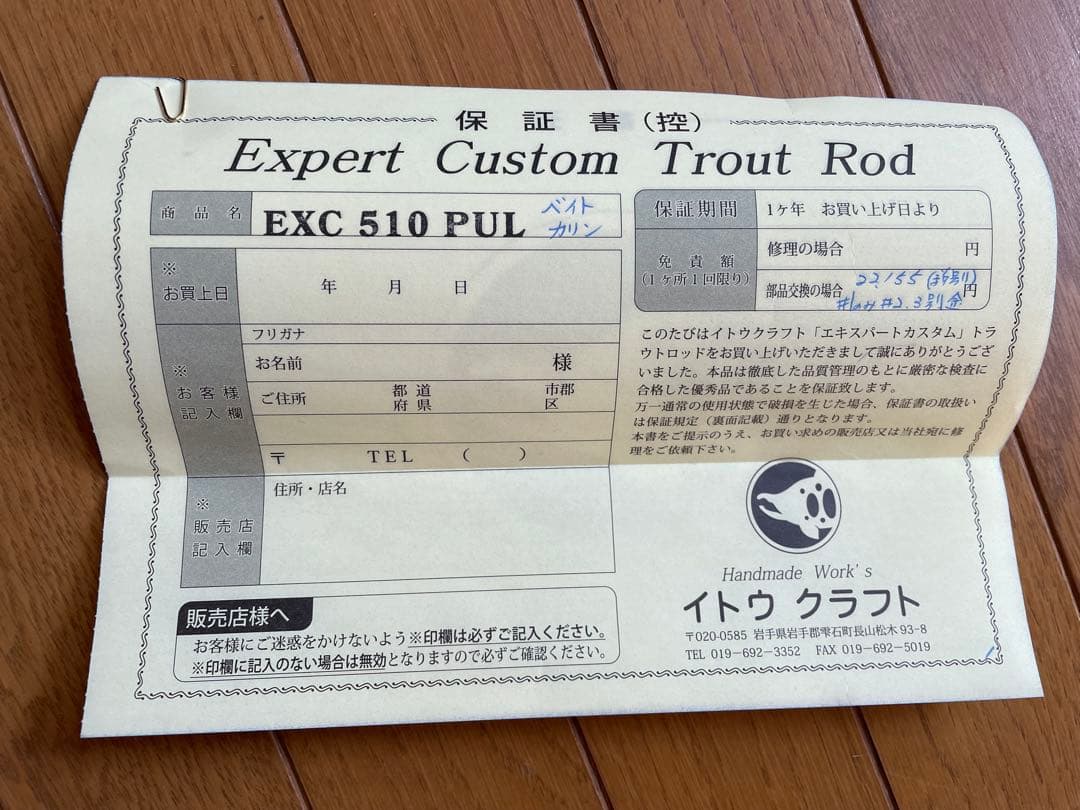 保証書(控)
Expert Custom Trout Rod
商品名 EXC 510 PUL ベイト カリン
※お買上日 年 月 日
※お客様記入欄
フリガナ
お名前 様
ご住所 都道府県 市郡区
〒 TEL ( )
※販売店記入欄
住所・店名
保証期間 1ヶ年 お買い上げ日より
免責額(1ヶ所1回限り)
修理の場合 円
部品交換の場合 22,155 円
#1のみ #2.3別途
このたびはイトウクラフト「エキスパートカスタム」トラ
ウトロッドをお買い上げいただきまして誠にありがとうござ
いました。本品は徹底した品質管理のもとに厳密な検査に
合格した優秀品であることを保証致します。
万一通常の使用状態で破損を生じた場合、保証書の取扱い
は保証規定(裏面記載)通りとなります。
本書をご提示のうえ、お買い求めの販売店又は当社宛に修
理をご依頼下さい。
Handmade Work's
イトウ クラフト
〒020-0585 岩手県岩手郡雫石町長山松木93-8
TEL 019-692-3352 FAX 019-692-5019
販売店様へ
お客様にご迷惑をかけないよう※印欄は必ずご記入ください。
※印欄に記入のない場合は無効となりますので必ずご確認ください。